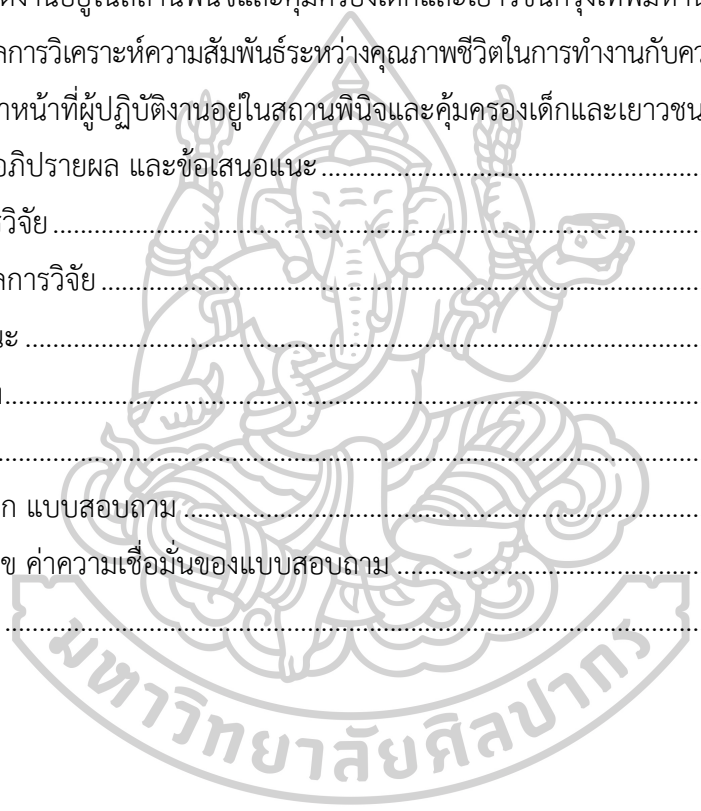 ติงานอยู่ในสถานพินิจและคุ้มครองเด็กและเยาวชนกรุงเทพมหาน
ลการวิเคราะห์ความสัมพันธ์ระหว่างคุณภาพชีวิตในการทำงานกับคว
าหน้าที่ผู้ปฏิบัติงานอยู่ในสถานพินิจและคุ้มครองเด็กและเยาวชน
อภิปรายผล และข้อเสนอแนะ
รวิจัย
ลการวิจัย
นะ
ก แบบสอบถาม
ข ค่าความเชื่อมั่นของแบบสอบถาม
มหาวิทยาลัยศิลปากร